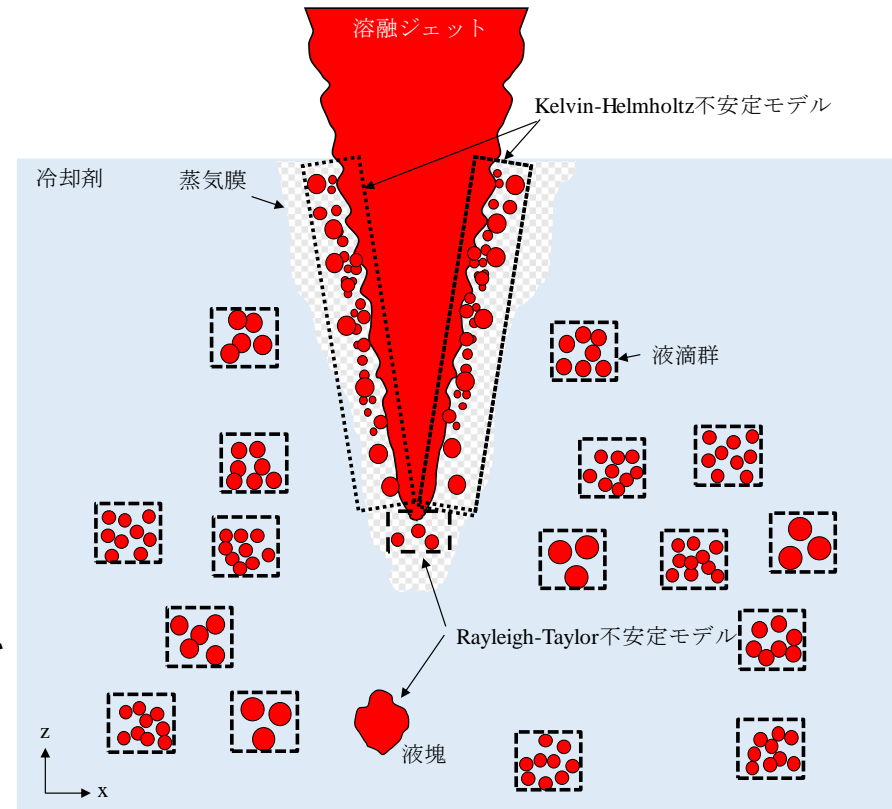 溶融ジェット
Kelvin-Helmholtz不安定モデル
冷却剤
蒸気膜
液滴群
Rayleigh-Taylor不安定モデル
液塊
z
x